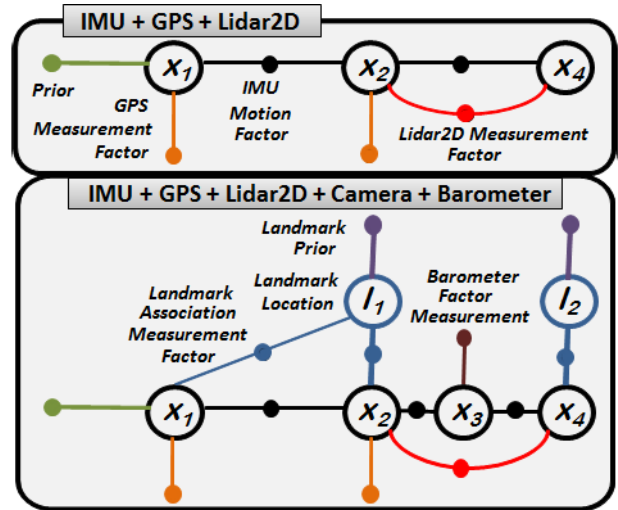 IMU + GPS + Lidar2D
x1
x2
x4
Prior
GPS
Measurement
Factor
IMU
Motion
Factor
Lidar2D Measurement
Factor
IMU + GPS + Lidar2D + Camera + Barometer
Landmark
Prior
Landmark
Location
l1
Landmark
Association
Measurement
Factor
Barometer
Factor
Measurement
l2
x1
x2
x3
x4